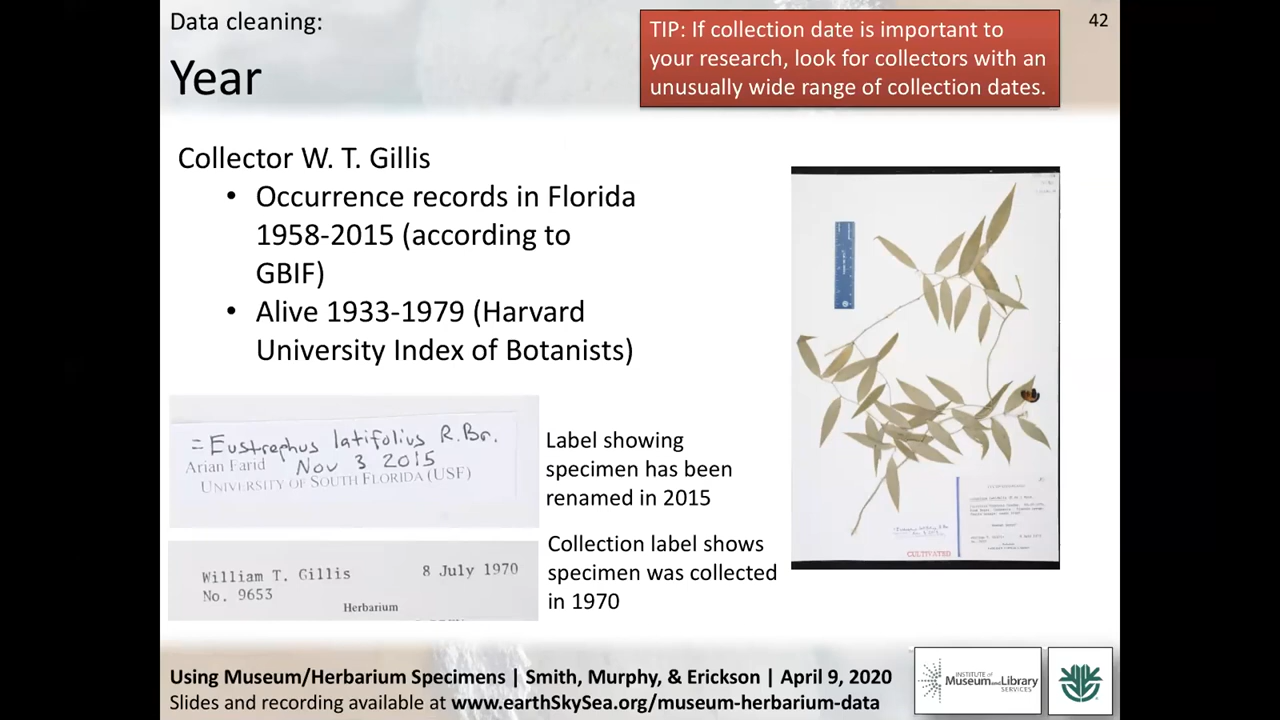 Data cleaning:
Year
TIP: If collection date is important to
your research, look for collectors with an
unusually wide range of collection dates.
42
Collector W. T. Gillis
• Occurrence records in Florida
1958-2015 (according to
GBIF)
• Alive 1933-1979 (Harvard
University Index of Botanists)
= Eustrephus latifolius R.Br.
Arian Farid Nov 3 2015
UNIVERSITY OF SOUTH FLORIDA (USF)
Label showing
specimen has been
renamed in 2015
William T. Gillis 8 July 1970
No. 9653
Herbarium
Collection label shows
specimen was collected
in 1970
CULTIVATED
Using Museum/Herbarium Specimens | Smith, Murphy, & Erickson | April 9, 2020
Slides and recording available at www.earthSkySea.org/museum-herbarium-data
INSTITUTE of
Museum and Library
SERVICES